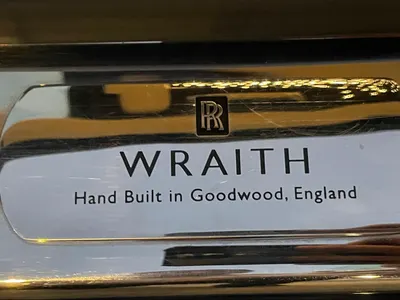 RR
WRAITH
Hand Built in Goodwood, England